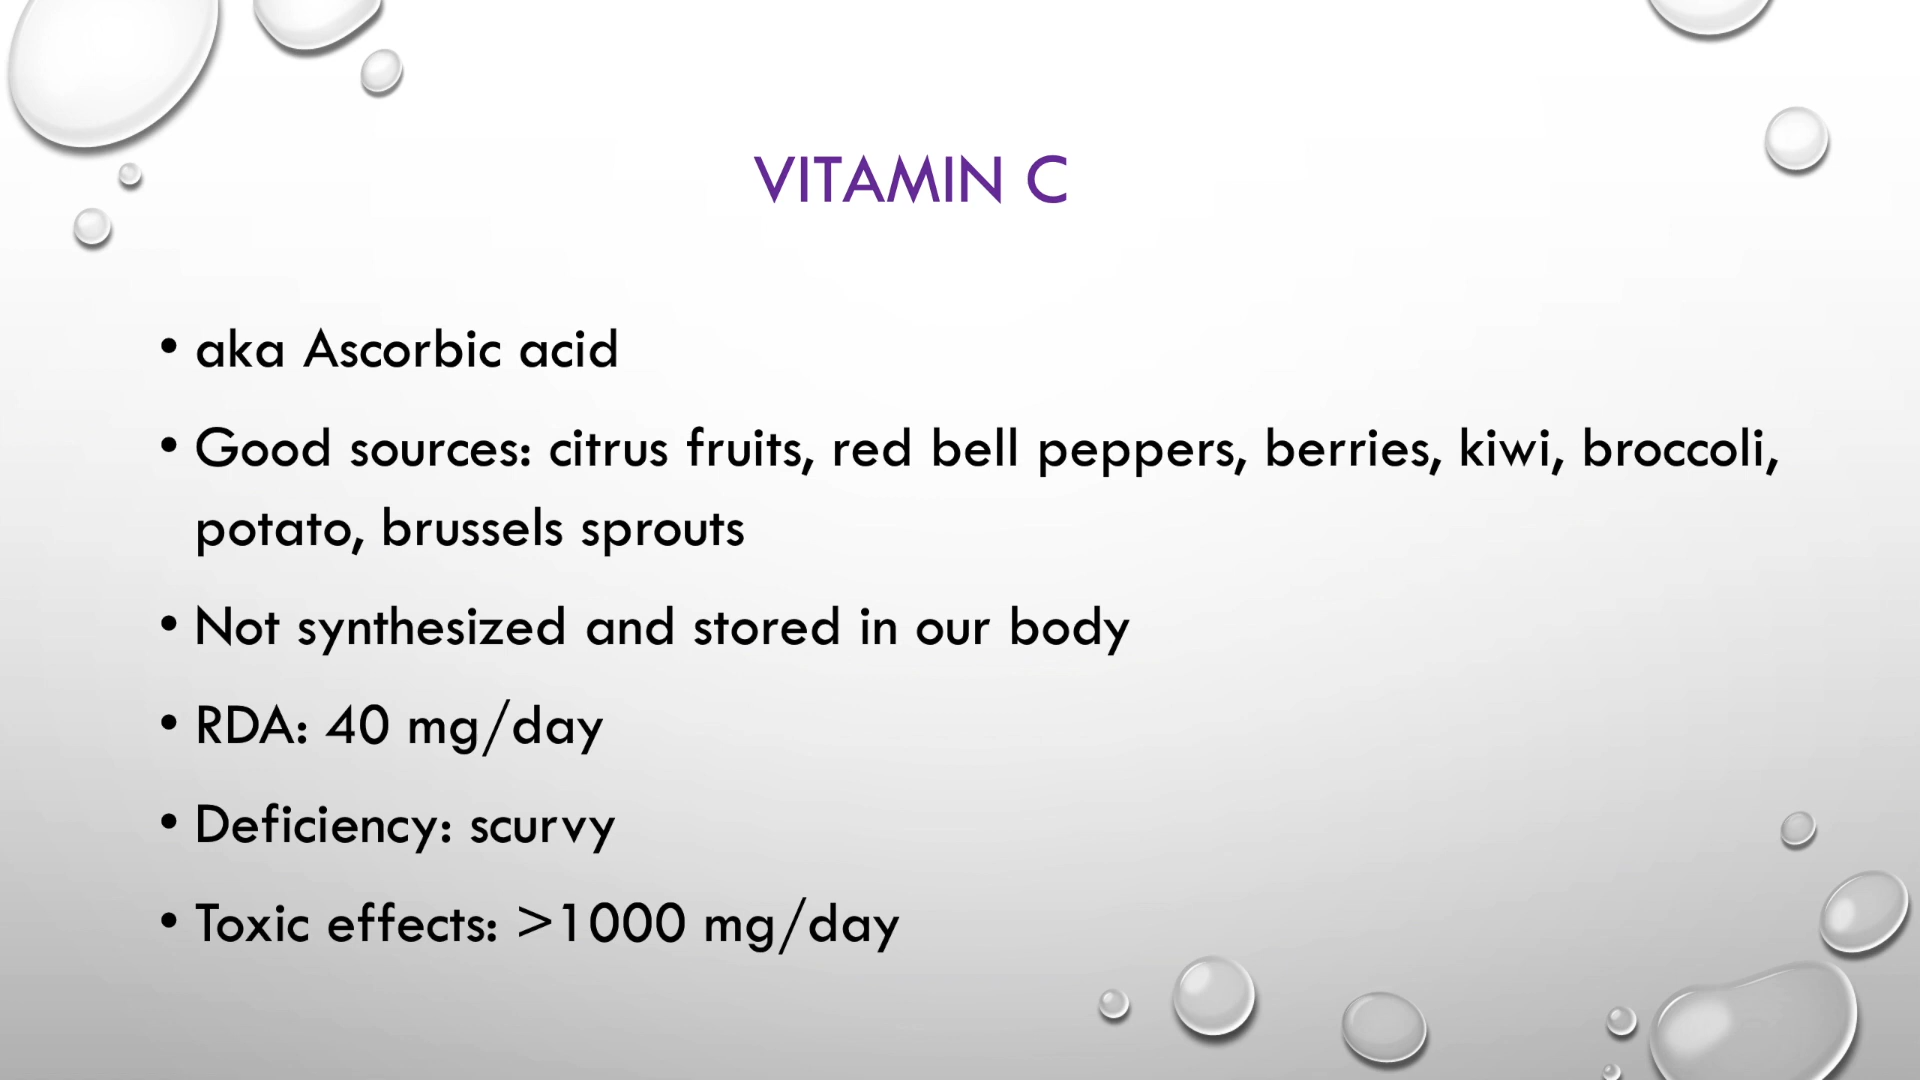 VITAMIN C
• aka Ascorbic acid
• Good sources: citrus fruits, red bell peppers, berries, kiwi, broccoli,
potato, brussels sprouts
• Not synthesized and stored in our body
• RDA: 40 mg/day
• Deficiency: scurvy
• Toxic effects: >1000 mg/day